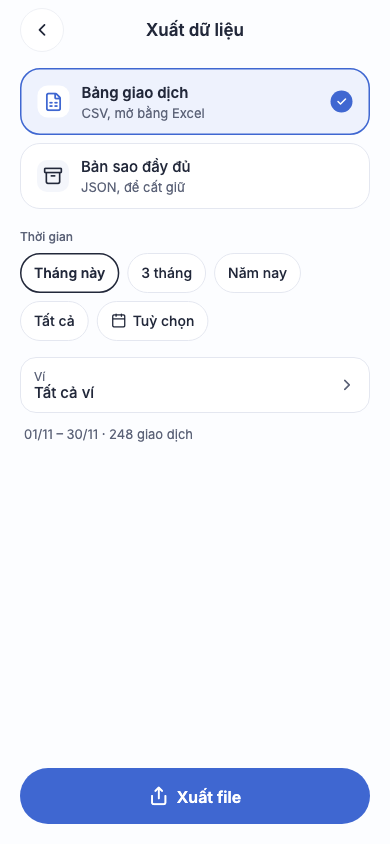 Xuất dữ liệu
Bảng giao dịch
CSV, mở bằng Excel
Bản sao đầy đủ
JSON, để cất giữ
Thời gian
Tháng này
3 tháng
Năm nay
Tất cả
Tuỳ chọn
Ví
Tất cả ví
01/11 – 30/11 · 248 giao dịch
Xuất file